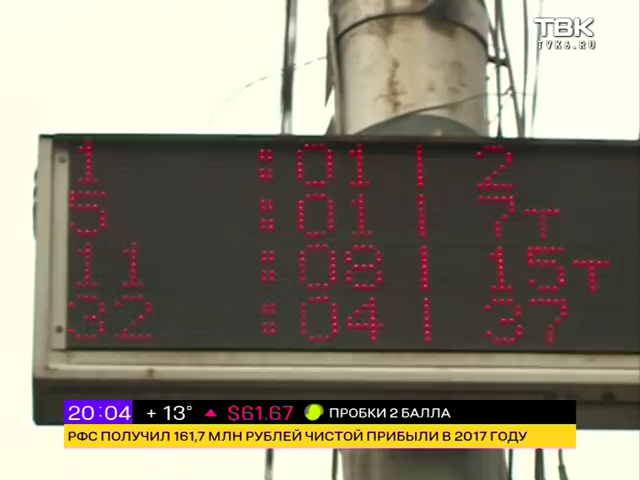 ТВК
TVK6.RU
1 :01| 2
5 :01| 7т
11 :08| 15т
32 :04| 37
20:04 + 13° ▲ $61.67 ПРОБКИ 2 БАЛЛА
РФС ПОЛУЧИЛ 161,7 МЛН РУБЛЕЙ ЧИСТОЙ ПРИБЫЛИ В 2017 ГОДУ